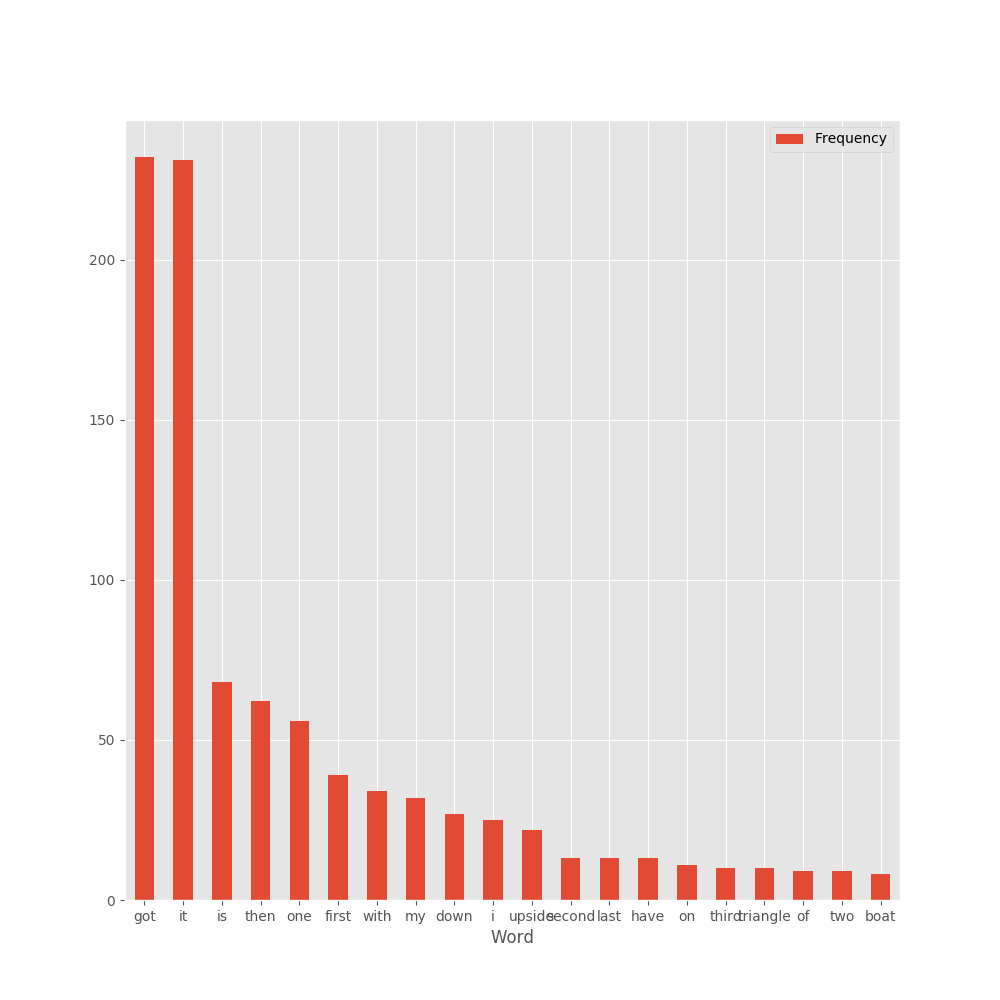 Frequency
200
150
100
50
0
got it is then one first with my down i upside second last have on third triangle of two boat
Word